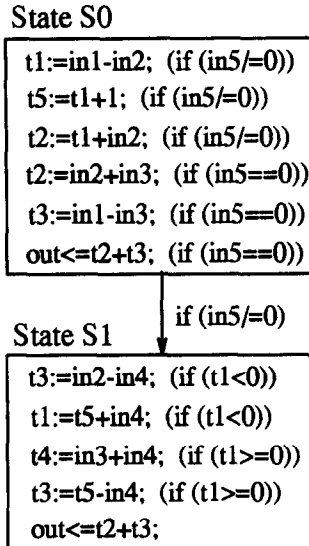 State S0
t1:=in1-in2; (if (in5/=0))
t5:=t1+1; (if (in5/=0))
t2:=t1+in2; (if (in5/=0))
t2:=in2+in3; (if (in5==0))
t3:=in1-in3; (if (in5==0))
out<=t2+t3; (if (in5==0))
if (in5/=0)
State S1
t3:=in2-in4; (if (t1<0))
t1:=t5+in4; (if (t1<0))
t4:=in3+in4; (if (t1>=0))
t3:=t5-in4; (if (t1>=0))
out<=t2+t3;